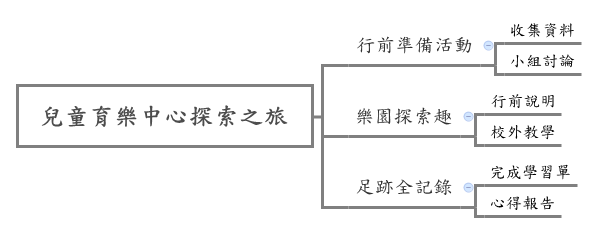 兒童育樂中心探索之旅
行前準備活動
收集資料
小組討論
樂園探索趣
行前說明
校外教學
足跡全記錄
完成學習單
心得報告